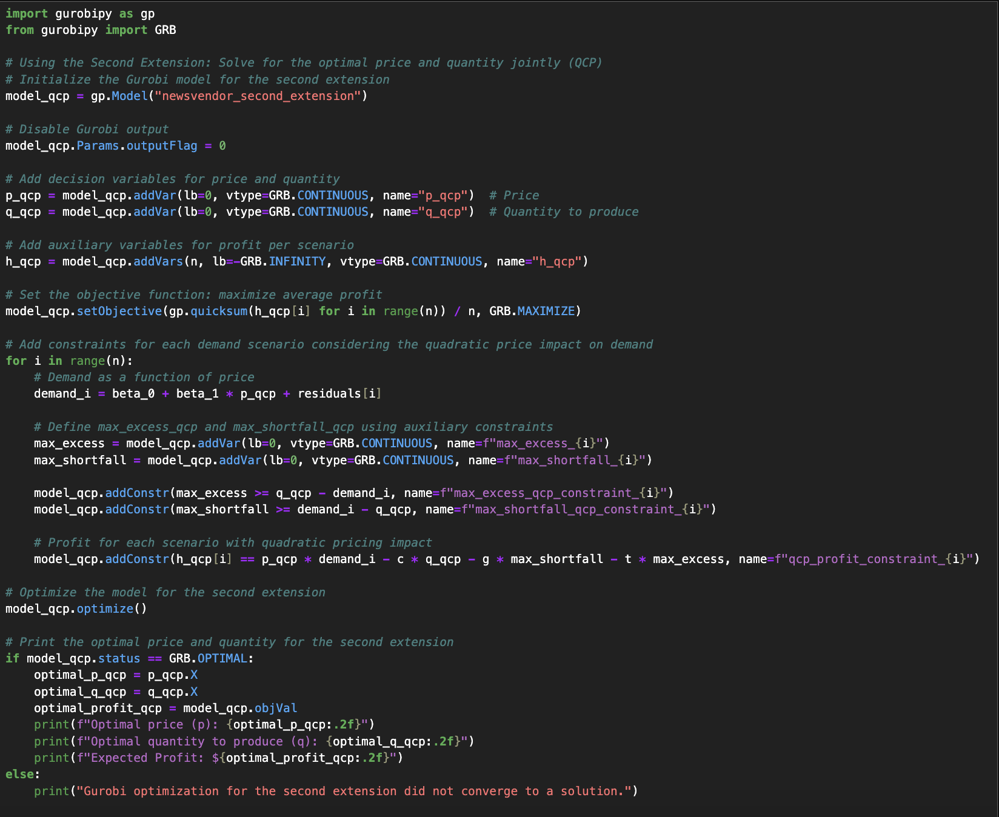 import gurobipy as gp
from gurobipy import GRB
# Using the Second Extension: Solve for the optimal price and quantity jointly (QCP)
# Initialize the Gurobi model for the second extension
model_qcp = gp.Model("newsvendor_second_extension")
# Disable Gurobi output
model_qcp.Params.outputFlag = 0
# Add decision variables for price and quantity
p_qcp = model_qcp.addVar(lb=0, vtype=GRB.CONTINUOUS, name="p_qcp")  # Price
q_qcp = model_qcp.addVar(lb=0, vtype=GRB.CONTINUOUS, name="q_qcp")  # Quantity to produce
# Add auxiliary variables for profit per scenario
h_qcp = model_qcp.addVars(n, lb=-GRB.INFINITY, vtype=GRB.CONTINUOUS, name="h_qcp")
# Set the objective function: maximize average profit
model_qcp.setObjective(gp.quicksum(h_qcp[i] for i in range(n)) / n, GRB.MAXIMIZE)
# Add constraints for each demand scenario considering the quadratic price impact on demand
for i in range(n):
    # Demand as a function of price
    demand_i = beta_0 + beta_1 * p_qcp + residuals[i]
    # Define max_excess_qcp and max_shortfall_qcp using auxiliary constraints
    max_excess = model_qcp.addVar(lb=0, vtype=GRB.CONTINUOUS, name=f"max_excess_{i}")
    max_shortfall = model_qcp.addVar(lb=0, vtype=GRB.CONTINUOUS, name=f"max_shortfall_{i}")
    model_qcp.addConstr(max_excess >= q_qcp - demand_i, name=f"max_excess_qcp_constraint_{i}")
    model_qcp.addConstr(max_shortfall >= demand_i - q_qcp, name=f"max_shortfall_qcp_constraint_{i}")
    # Profit for each scenario with quadratic pricing impact
    model_qcp.addConstr(h_qcp[i] == p_qcp * demand_i - c * q_qcp - g * max_shortfall - t * max_excess, name=f"qcp_profit_constraint_{i}")
# Optimize the model for the second extension
model_qcp.optimize()
# Print the optimal price and quantity for the second extension
if model_qcp.status == GRB.OPTIMAL:
    optimal_p_qcp = p_qcp.X
    optimal_q_qcp = q_qcp.X
    optimal_profit_qcp = model_qcp.objVal
    print(f"Optimal price (p): {optimal_p_qcp:.2f}")
    print(f"Optimal quantity to produce (q): {optimal_q_qcp:.2f}")
    print(f"Expected Profit: ${optimal_profit_qcp:.2f}")
else:
    print("Gurobi optimization for the second extension did not converge to a solution.")